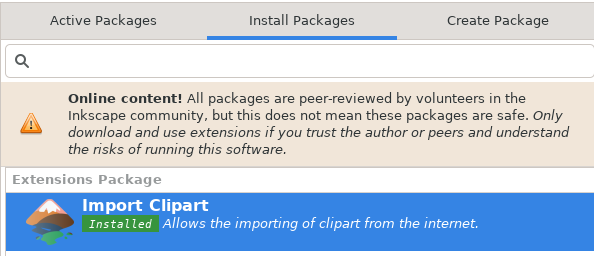 Active Packages
Install Packages
Create Package
Online content! All packages are peer-reviewed by volunteers in the
Inkscape community, but this does not mean these packages are safe. Only
download and use extensions if you trust the author or peers and understand
the risks of running this software.
Extensions Package
Import Clipart
Installed Allows the importing of clipart from the internet.